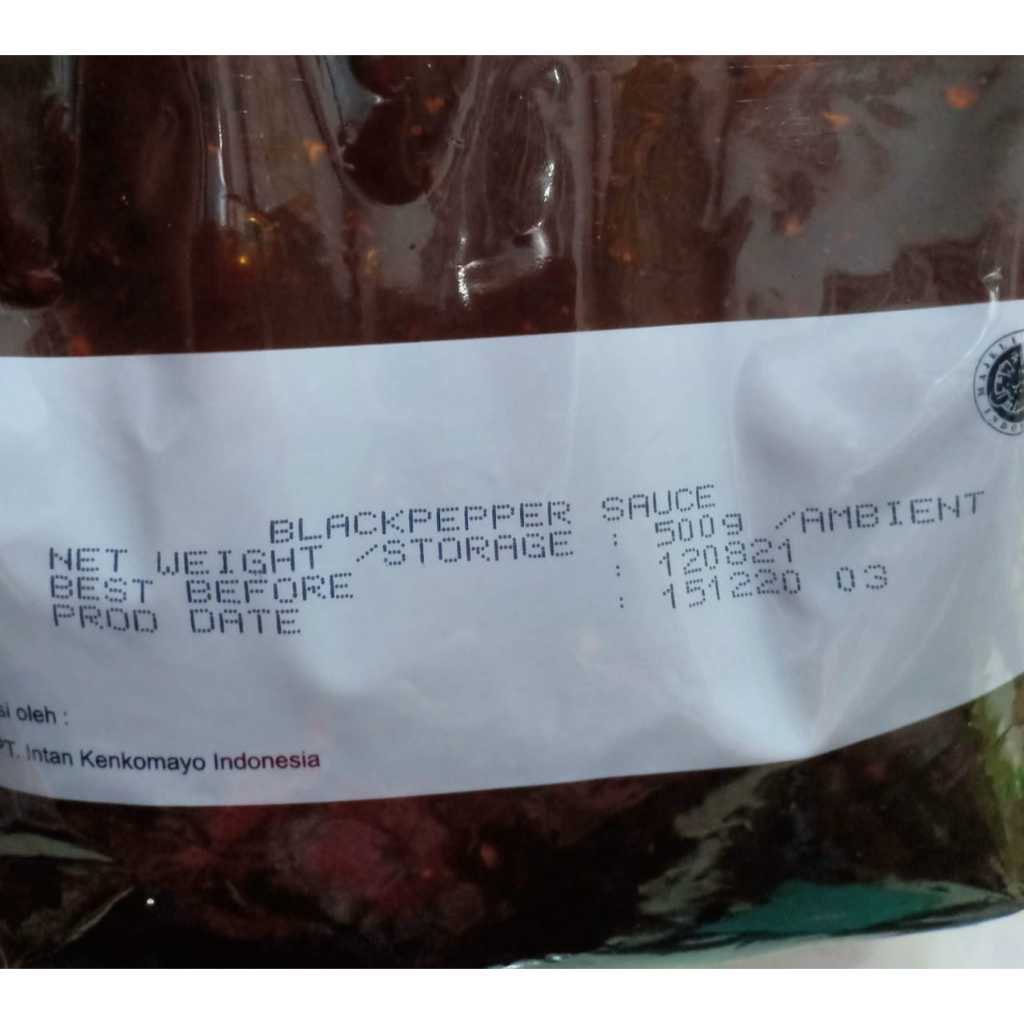 BLACKPEPPER SAUCE
NET WEIGHT /STORAGE : 500g /AMBIENT
BEST BEFORE : 120821
PROD DATE : 151220 03
si oleh :
PT. Intan Kenkomayo Indonesia